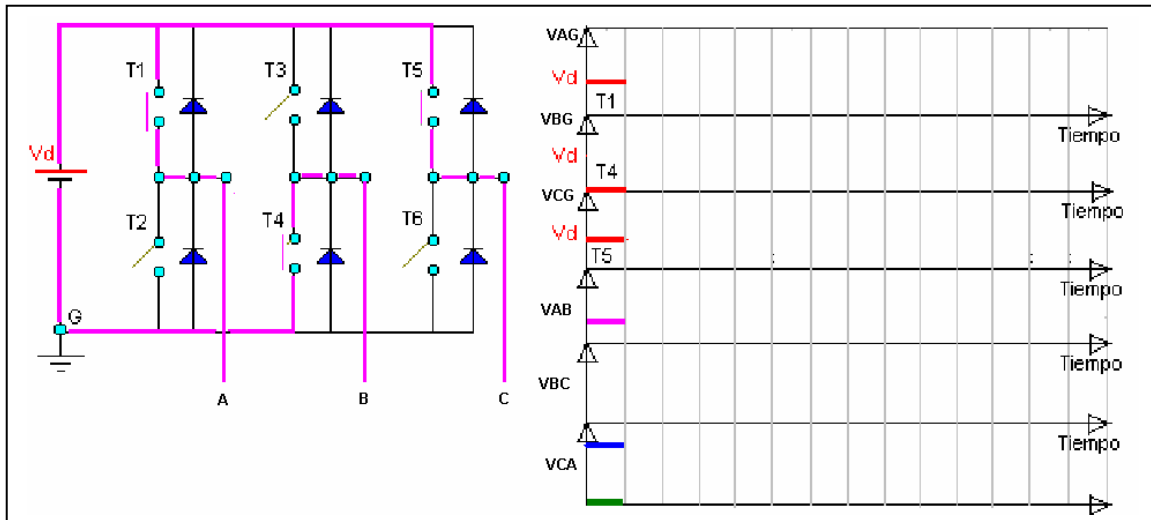 T1
T3
T5
Vd
T2
T4
T6
G
A
B
C
VAG
Vd
T1
VBG
Tiempo
Vd
T4
VCG
Tiempo
Vd
T5
Tiempo
VAB
Tiempo
VBC
Tiempo
VCA